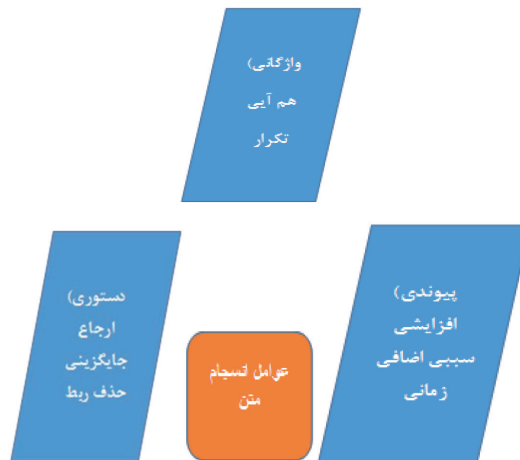 واژگانی)
هم آیی
تکرار
پیوندی)
افزایشی
سببی اضافی
زمانی
دستوری)
ارجاع
جایگزینی
حذف ربط
عوامل انسجام
متن